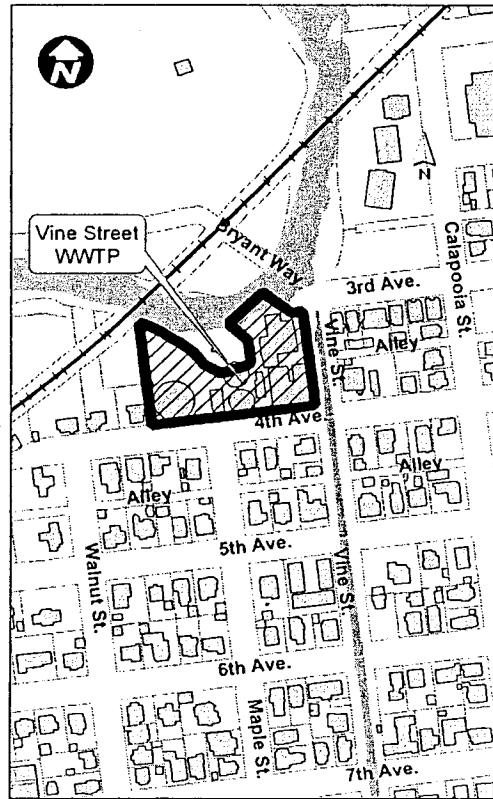 N
Vine Street
WWTP
Bryant Way
N
Calapooia St.
3rd Ave.
Vine St.
Alley
4th Ave
Alley
Alley
Walnut St.
5th Ave.
Vine St.
6th Ave.
Maple St.
7th Ave.